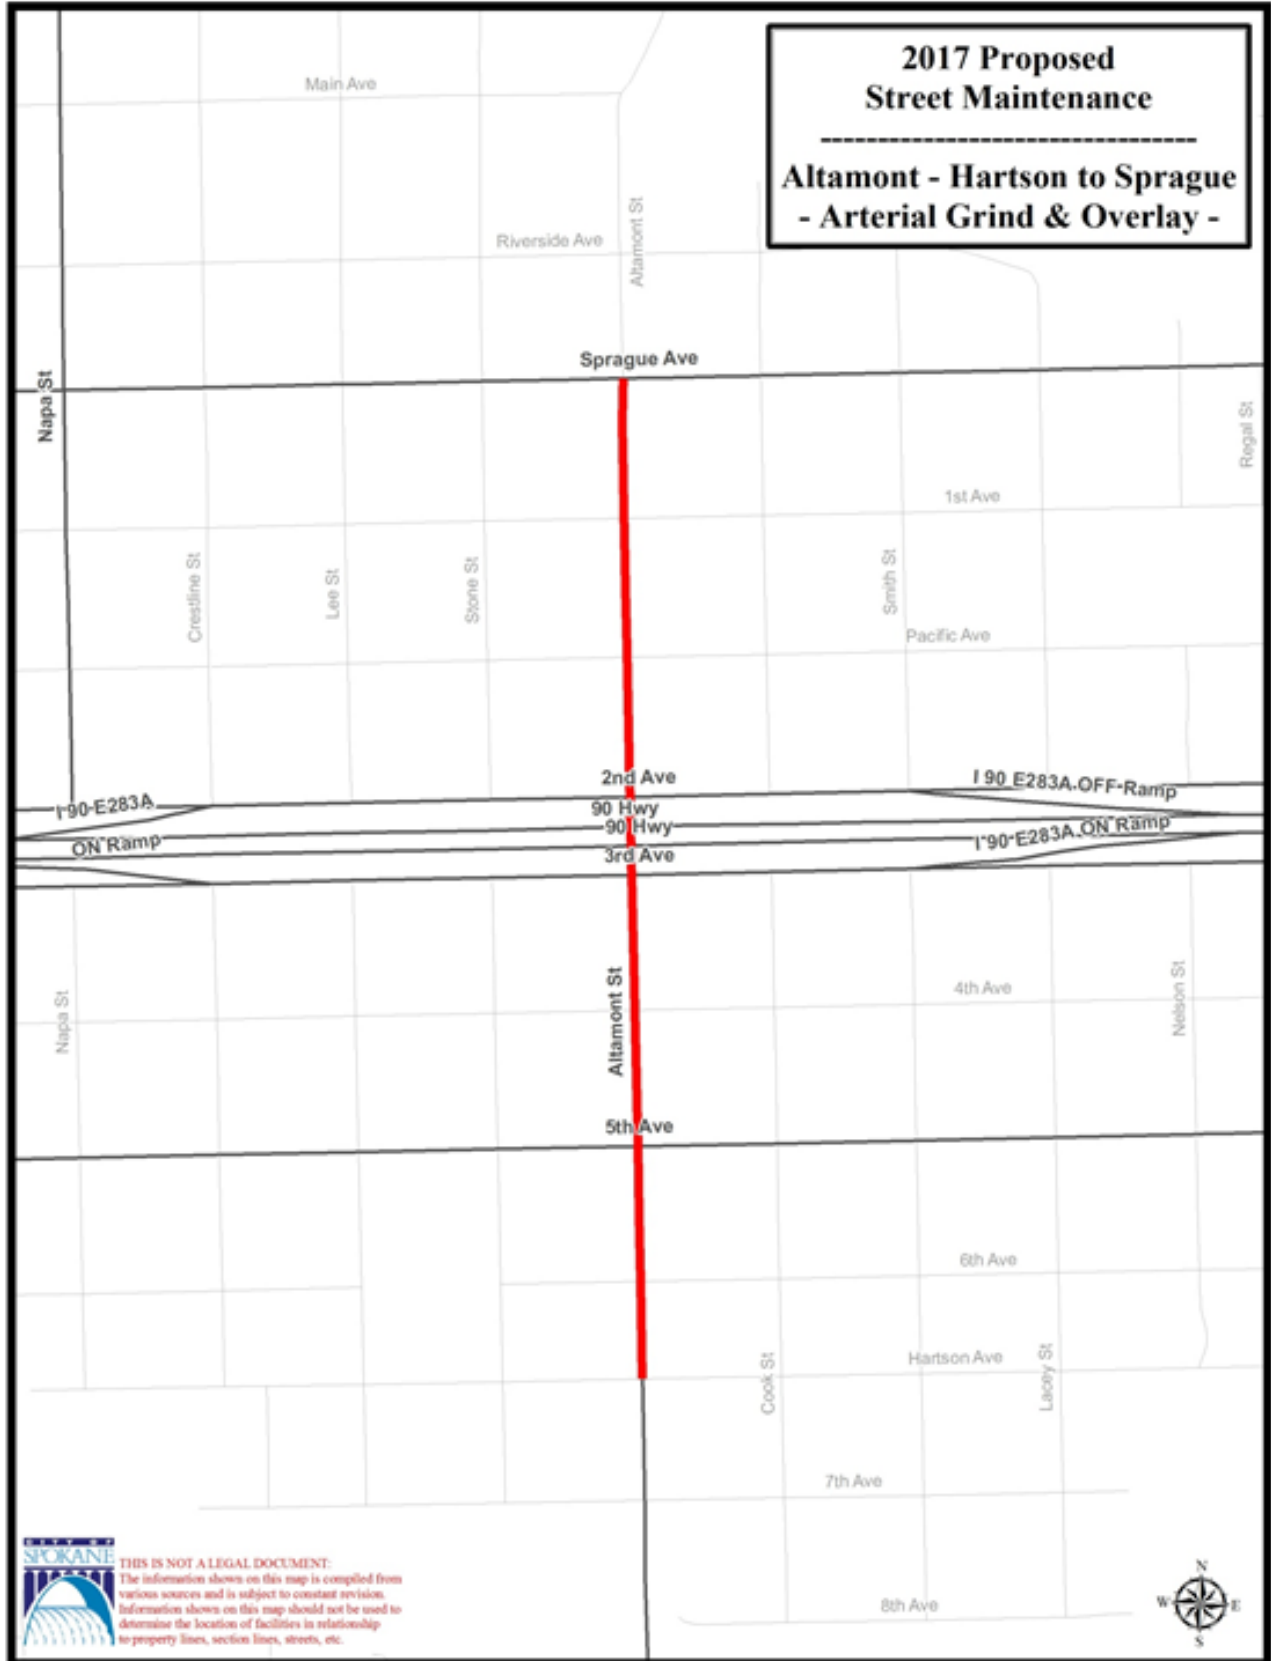 2017 Proposed
Street Maintenance
----------------------------------
Altamont - Hartson to Sprague
- Arterial Grind & Overlay -
Main Ave
Altamont St
Riverside Ave
Sprague Ave
Napa St
Regal St
1st Ave
Crestline St
Lee St
Stone St
Smith St
Pacific Ave
2nd Ave
I 90 E283A OFF Ramp
I 90 E283A
90 Hwy
90 Hwy
ON Ramp
I 90 E283A ON Ramp
3rd Ave
Altamont St
4th Ave
Napa St
Nelson St
5th Ave
6th Ave
Hartson Ave
Cook St
Lacey St
7th Ave
8th Ave
CITY OF
SPOKANE
THIS IS NOT A LEGAL DOCUMENT:
The information shown on this map is compiled from
various sources and is subject to constant revision.
Information shown on this map should not be used to
determine the location of facilities in relationship
to property lines, section lines, streets, etc.
N
W
E
S